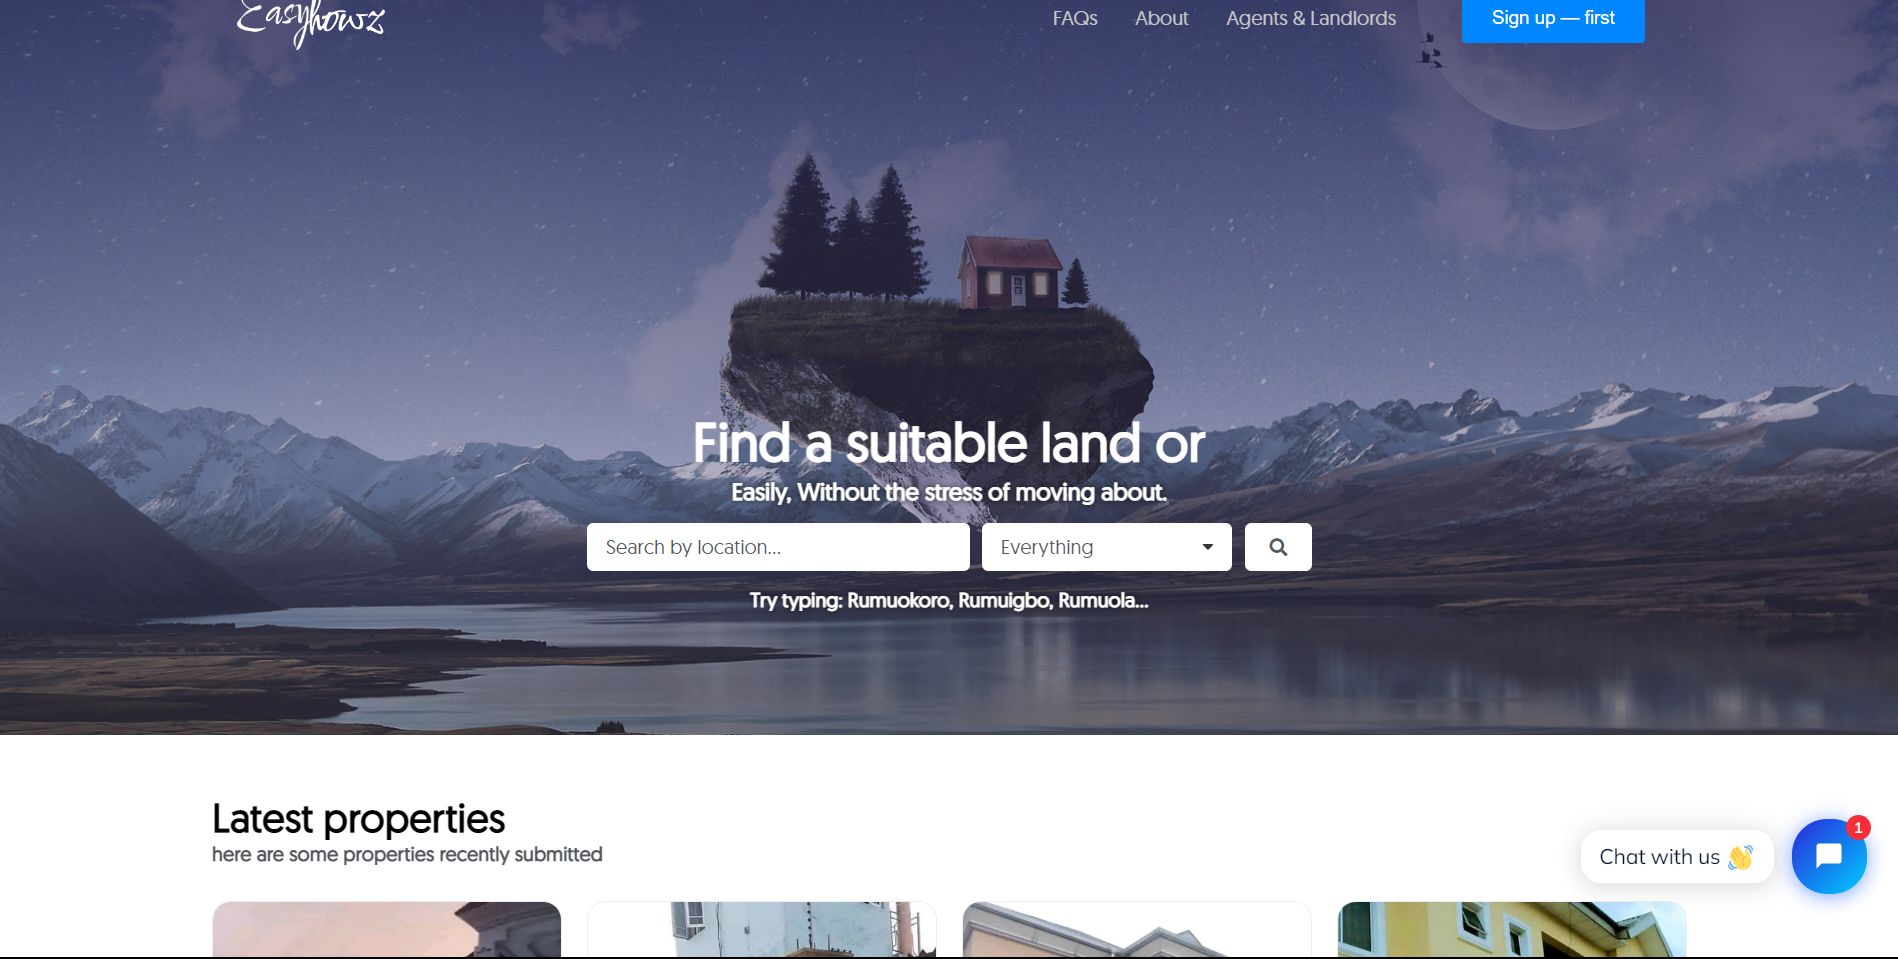 Easyhowz
FAQs
About
Agents & Landlords
Sign up — first
Find a suitable land or
Easily, Without the stress of moving about.
Search by location...
Everything
Try typing: Rumuokoro, Rumuigbo, Rumuola...
Latest properties
here are some properties recently submitted
Chat with us 👋
1